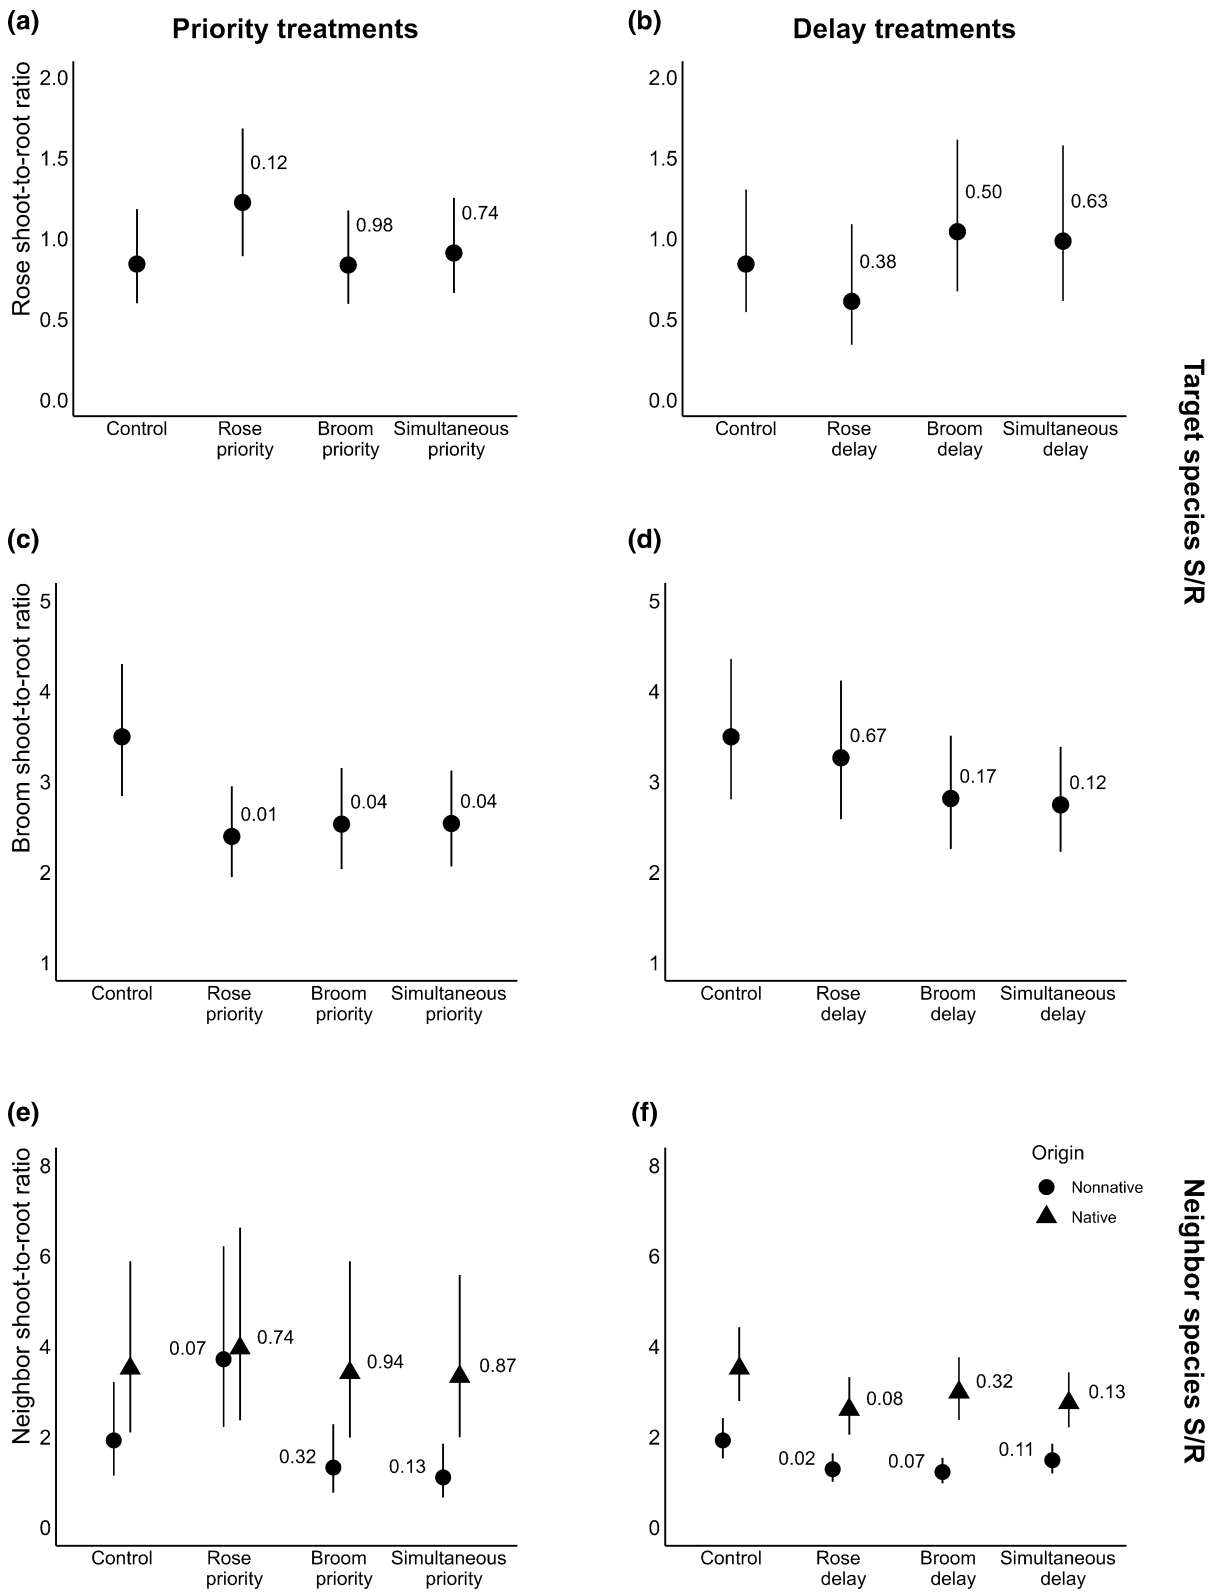 (a)
Priority treatments
(b)
Delay treatments
Rose shoot-to-root ratio
2.0
1.5
1.0
0.5
0.0
0.12
0.98
0.74
Control
Rose priority
Broom priority
Simultaneous priority
2.0
1.5
1.0
0.5
0.0
0.38
0.50
0.63
Control
Rose delay
Broom delay
Simultaneous delay
Target species S/R
(c)
Broom shoot-to-root ratio
5
4
3
2
1
0.01
0.04
0.04
Control
Rose priority
Broom priority
Simultaneous priority
(d)
5
4
3
2
1
0.67
0.17
0.12
Control
Rose delay
Broom delay
Simultaneous delay
(e)
Neighbor shoot-to-root ratio
8
6
4
2
0
0.07
0.74
0.32
0.94
0.13
0.87
Control
Rose priority
Broom priority
Simultaneous priority
(f)
8
6
4
2
0
Origin
Nonnative
Native
0.02
0.08
0.07
0.32
0.11
0.13
Control
Rose delay
Broom delay
Simultaneous delay
Neighbor species S/R